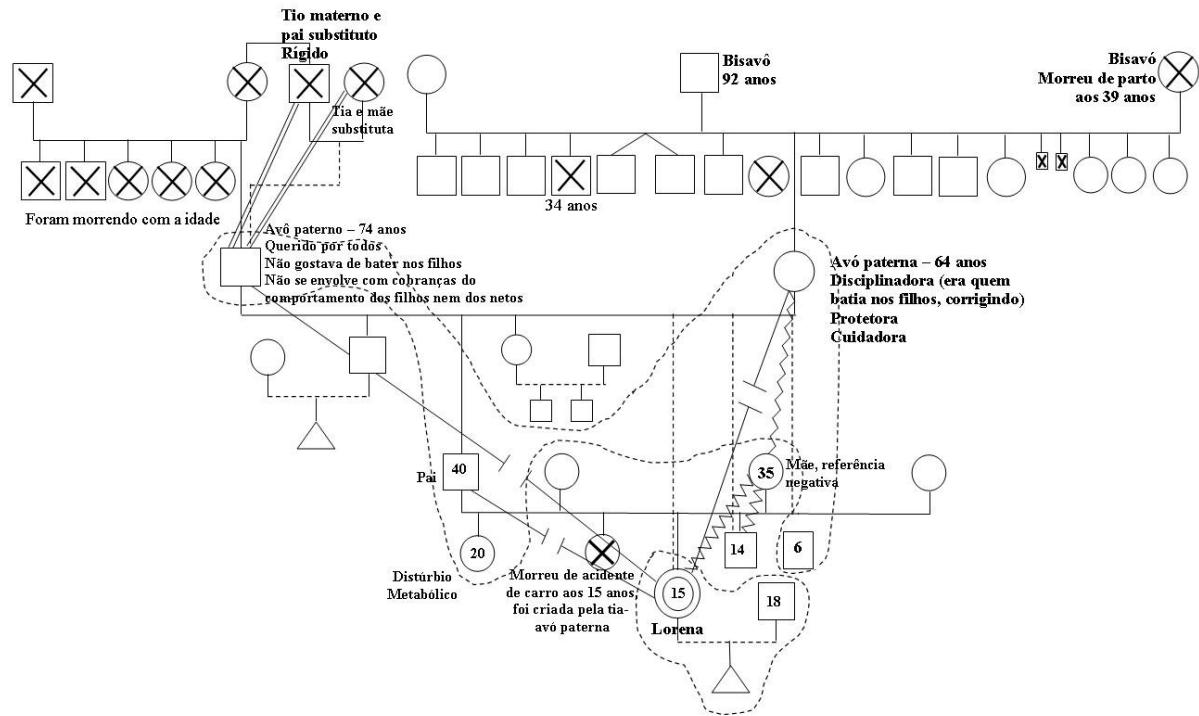 Tio materno e
pai substituto
Rígido
Tia e mãe
substituta
Bisavô
92 anos
Bisavó
Morreu de parto
aos 39 anos
34 anos
Foram morrendo com a idade
Avô paterno – 74 anos
Querido por todos
Não gostava de bater nos filhos
Não se envolve com cobranças do
comportamento dos filhos nem dos netos
Avó paterna – 64 anos
Disciplinadora (era quem
batia nos filhos, corrigindo)
Protetora
Cuidadora
Pai
40
35
Mãe, referência
negativa
20
14
6
Distúrbio
Metabólico
Morreu de acidente
de carro aos 15 anos,
foi criada pela tia-
avó paterna
15
18
Lorena